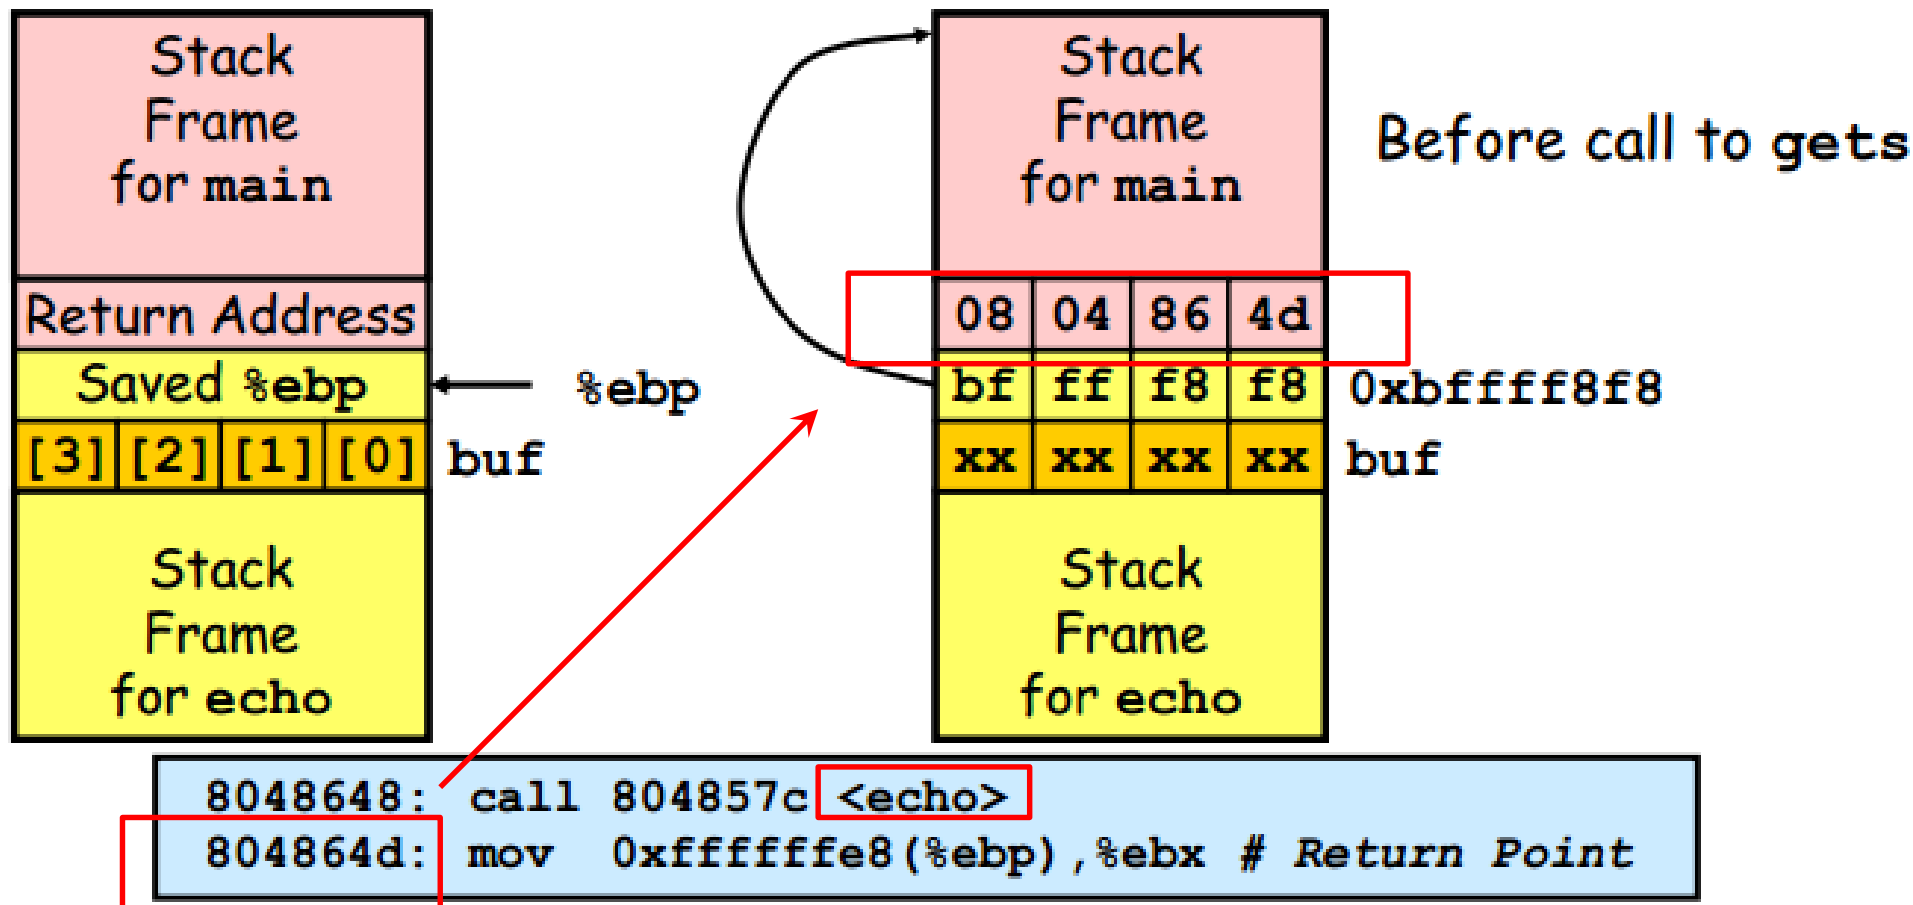 Stack
Frame
for main
Return Address
Saved %ebp
%ebp
[3] [2] [1] [0] buf
Stack
Frame
for echo
Stack
Frame
for main
Before call to gets
08 04 86 4d
bf ff f8 f8 0xbffff8f8
xx xx xx xx buf
Stack
Frame
for echo
8048648: call 804857c <echo>
804864d: mov 0xffffffe8(%ebp),%ebx # Return Point